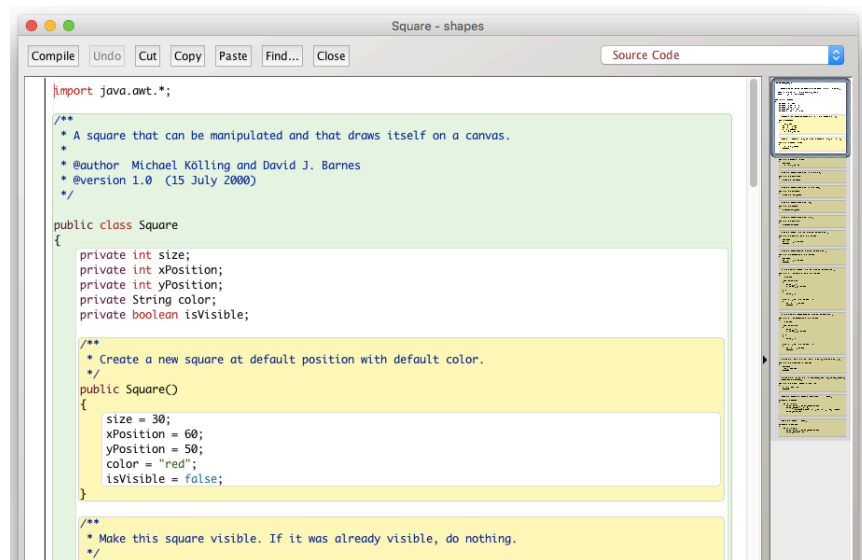 Square - shapes
Compile Undo Cut Copy Paste Find... Close Source Code
import java.awt.*;
/**
 * A square that can be manipulated and that draws itself on a canvas.
 *
 * @author  Michael Kölling and David J. Barnes
 * @version 1.0  (15 July 2000)
 */
public class Square
{
    private int size;
    private int xPosition;
    private int yPosition;
    private String color;
    private boolean isVisible;
    /**
     * Create a new square at default position with default color.
     */
    public Square()
    {
        size = 30;
        xPosition = 60;
        yPosition = 50;
        color = "red";
        isVisible = false;
    }
    /**
     * Make this square visible. If it was already visible, do nothing.
     */